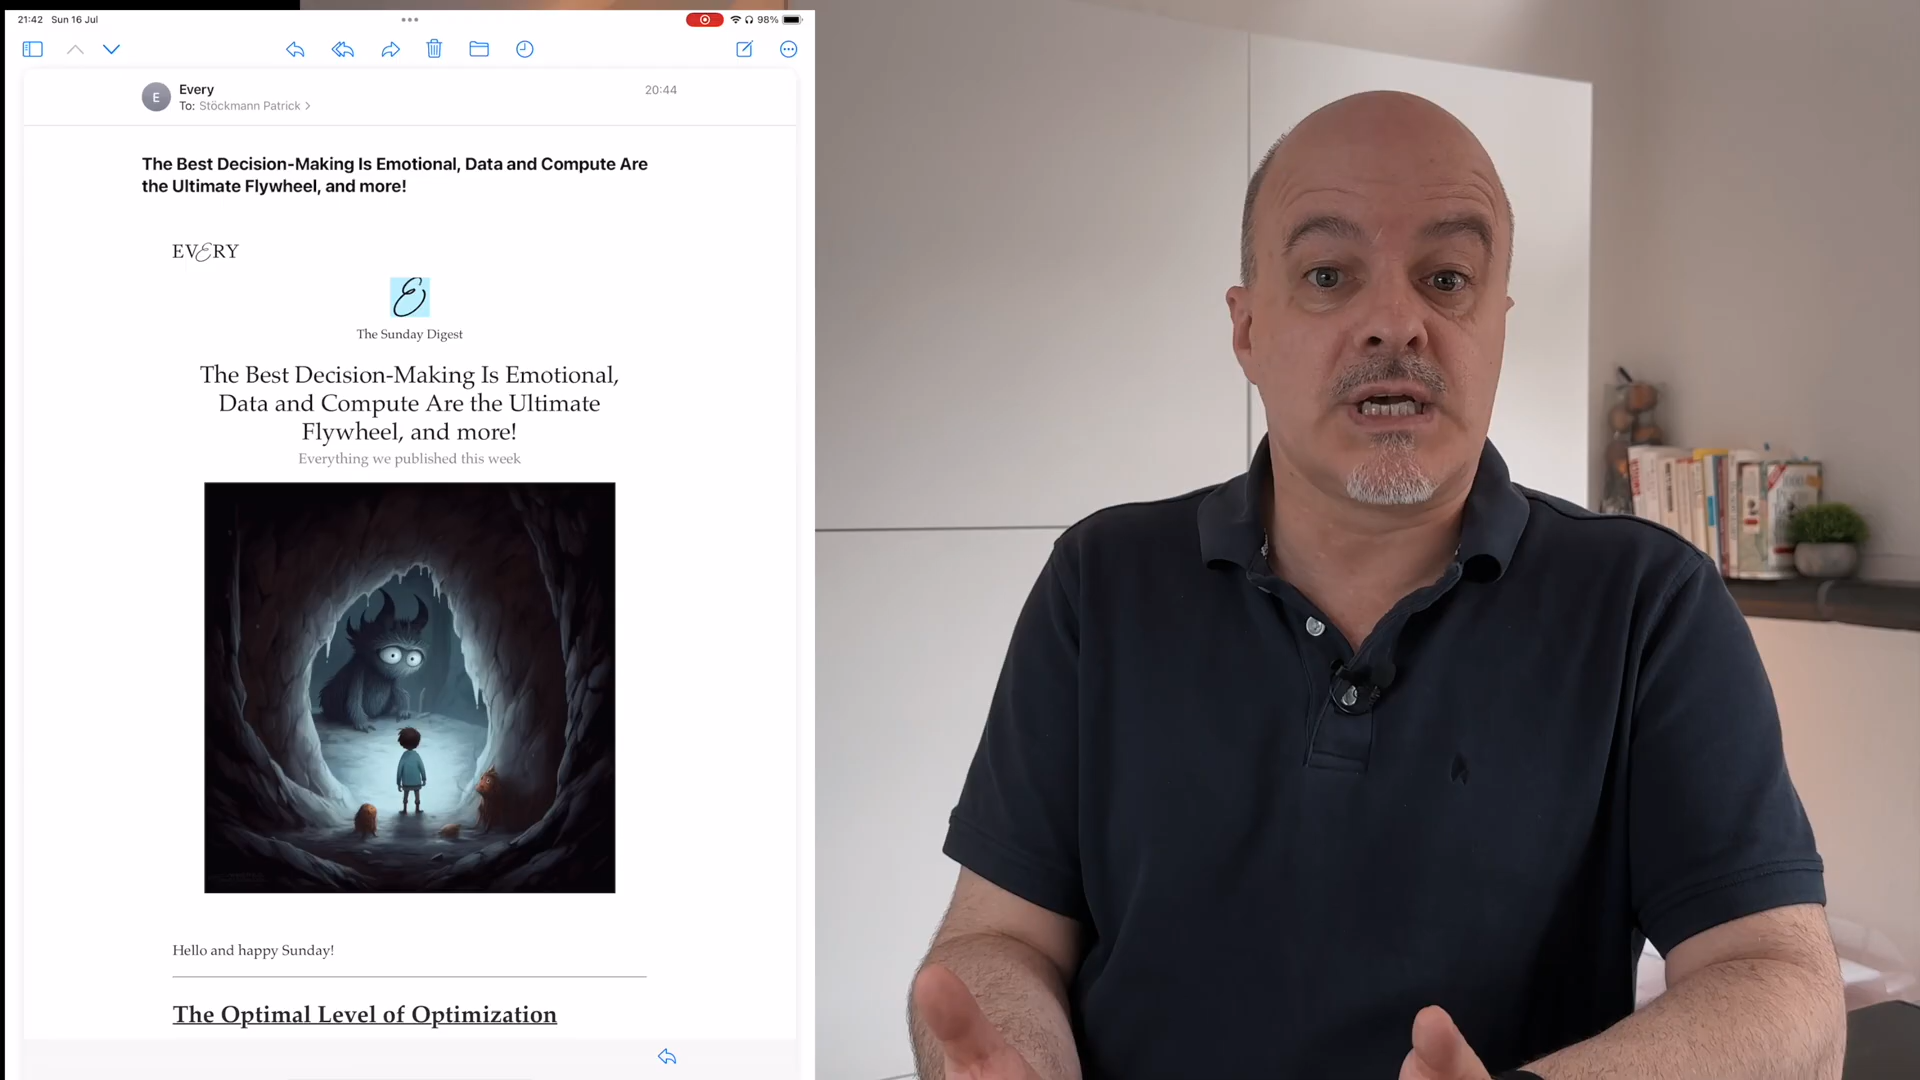 21:42 Sun 16 Jul
98%
E
Every
20:44
To: Stöckmann Patrick
The Best Decision-Making Is Emotional, Data and Compute Are
the Ultimate Flywheel, and more!
EVERY
E
The Sunday Digest
The Best Decision-Making Is Emotional,
Data and Compute Are the Ultimate
Flywheel, and more!
Everything we published this week
Hello and happy Sunday!
The Optimal Level of Optimization